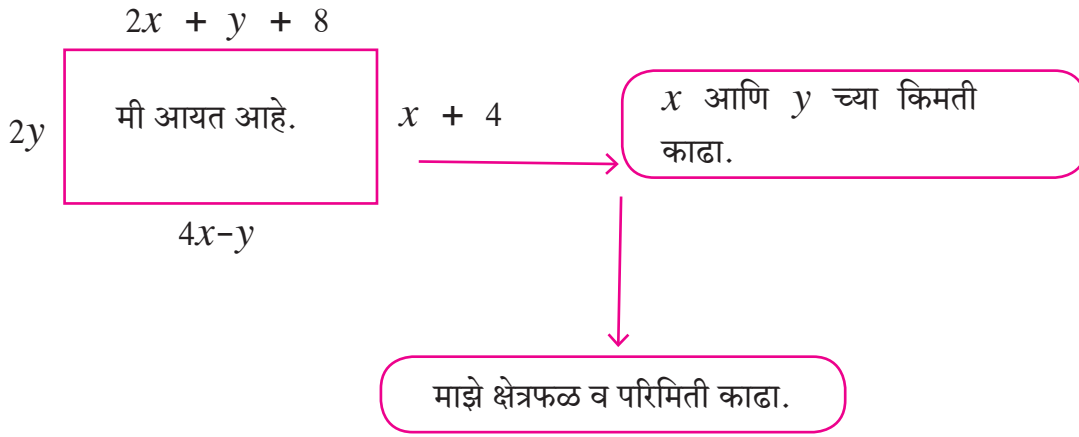 2x + y + 8
मी आयत आहे.
2y
x + 4
4x-y
x आणि y च्या किमती
काढा.
माझे क्षेत्रफळ व परिमिती काढा.